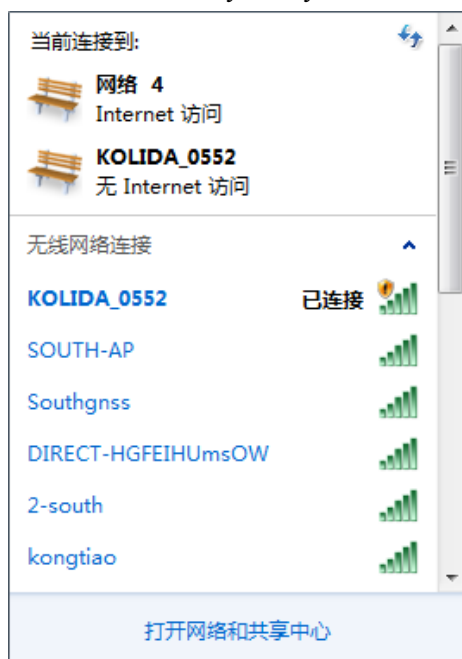 当前连接到:
网络 4
Internet 访问
KOLIDA_0552
无 Internet 访问
无线网络连接
KOLIDA_0552 已连接
SOUTH-AP
Southgnss
DIRECT-HGFEIHUmsOW
2-south
kongtiao
打开网络和共享中心